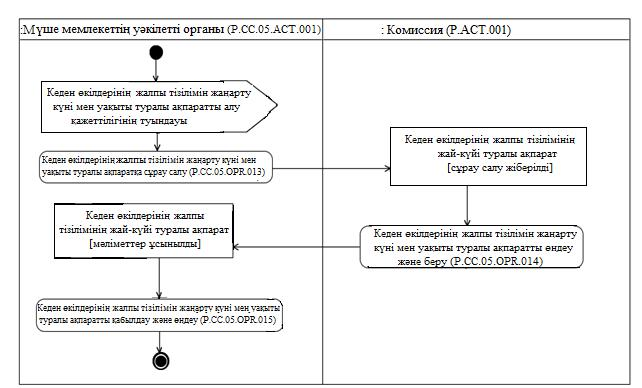 :Мүше мемлекеттің уәкілетті органы (P.CC.05.ACT.001)
: Комиссия (P.ACT.001)
Кеден өкілдерінің жалпы тізілім жаңарту
күні мен уақыты туралы ақпаратты алу
қажеттілігінің туындауы
Кеден өкілдерінің жалпы тізілім жаңарту күні мен
уақыты туралы ақпаратқа сұрау салу (P.CC.05.OPR.013)
Кеден өкілдерінің жалпы тізілімінің
жай-күйі туралы ақпарат
[сұрау салу жіберілді]
Кеден өкілдерінің жалпы
тізілімінің жай-күйі туралы ақпарат
[мәліметтер ұсынылды]
Кеден өкілдерінің жалпы тізілім жаңарту
күні мен уақыты туралы ақпаратты өңдеу
және беру (P.CC.05.OPR.014)
Кеден өкілдерінің жалпы тізілім жаңарту күні мен уақыты
туралы ақпаратты қабылдау және өңдеу (P.CC.05.OPR.015)